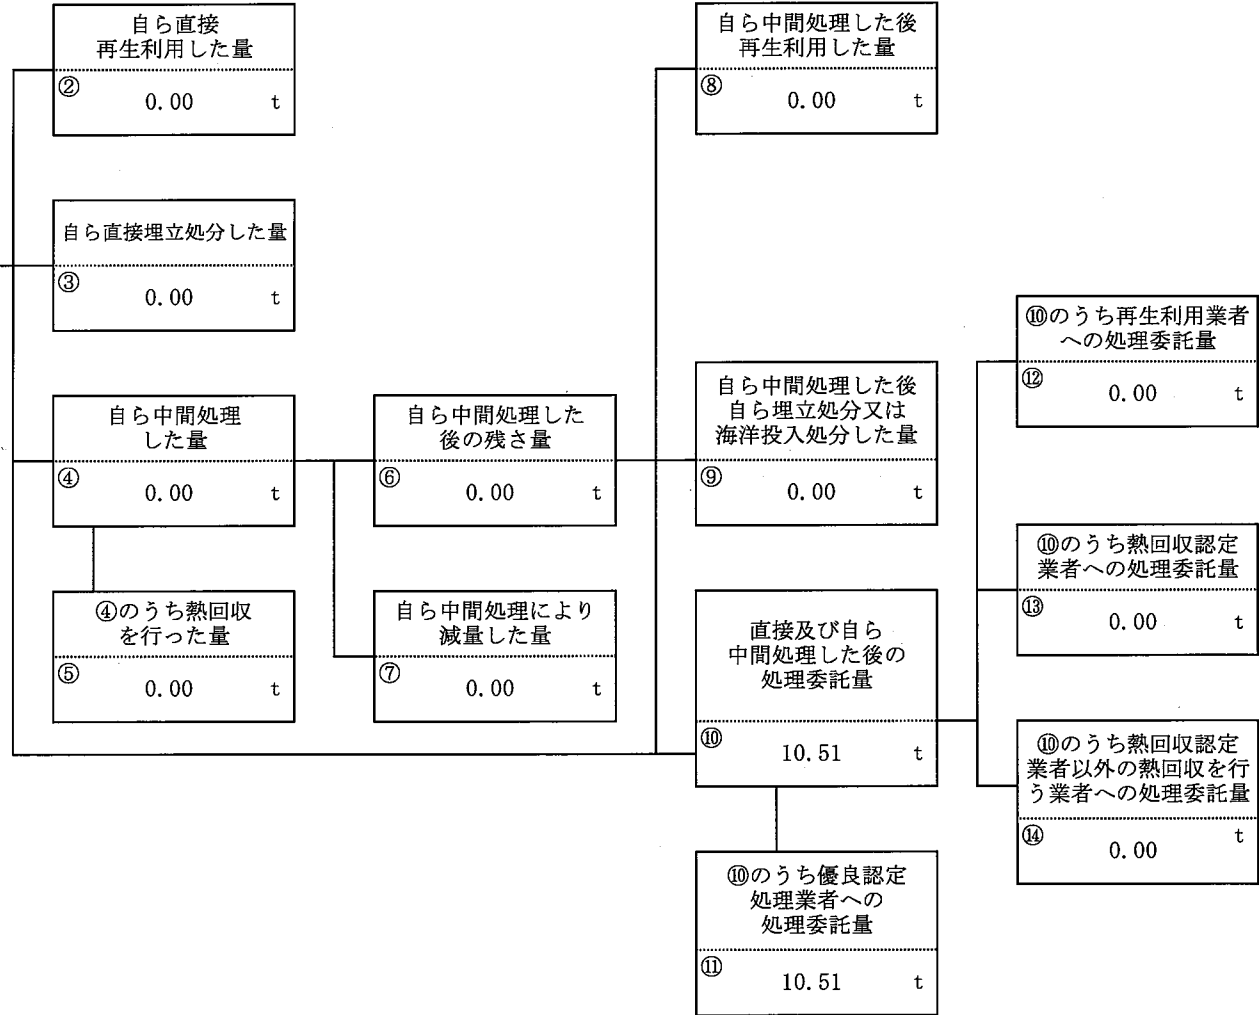 自ら直接
再生利用した量
②
0.00 t
自ら直接埋立処分した量
③
0.00 t
自ら中間処理
した量
④
0.00 t
④のうち熱回収
を行った量
⑤
0.00 t
自ら中間処理した
後の残さ量
⑥
0.00 t
自ら中間処理により
減量した量
⑦
0.00 t
自ら中間処理した後
再生利用した量
⑧
0.00 t
自ら中間処理した後
自ら埋立処分又は
海洋投入処分した量
⑨
0.00 t
直接及び自ら
中間処理した後の
処理委託量
⑩
10.51 t
⑩のうち優良認定
処理業者への
処理委託量
⑪
10.51 t
⑩のうち再生利用業者
への処理委託量
⑫
0.00 t
⑩のうち熱回収認定
業者への処理委託量
⑬
0.00 t
⑩のうち熱回収認定
業者以外の熱回収を行
う業者への処理委託量
⑭
0.00 t